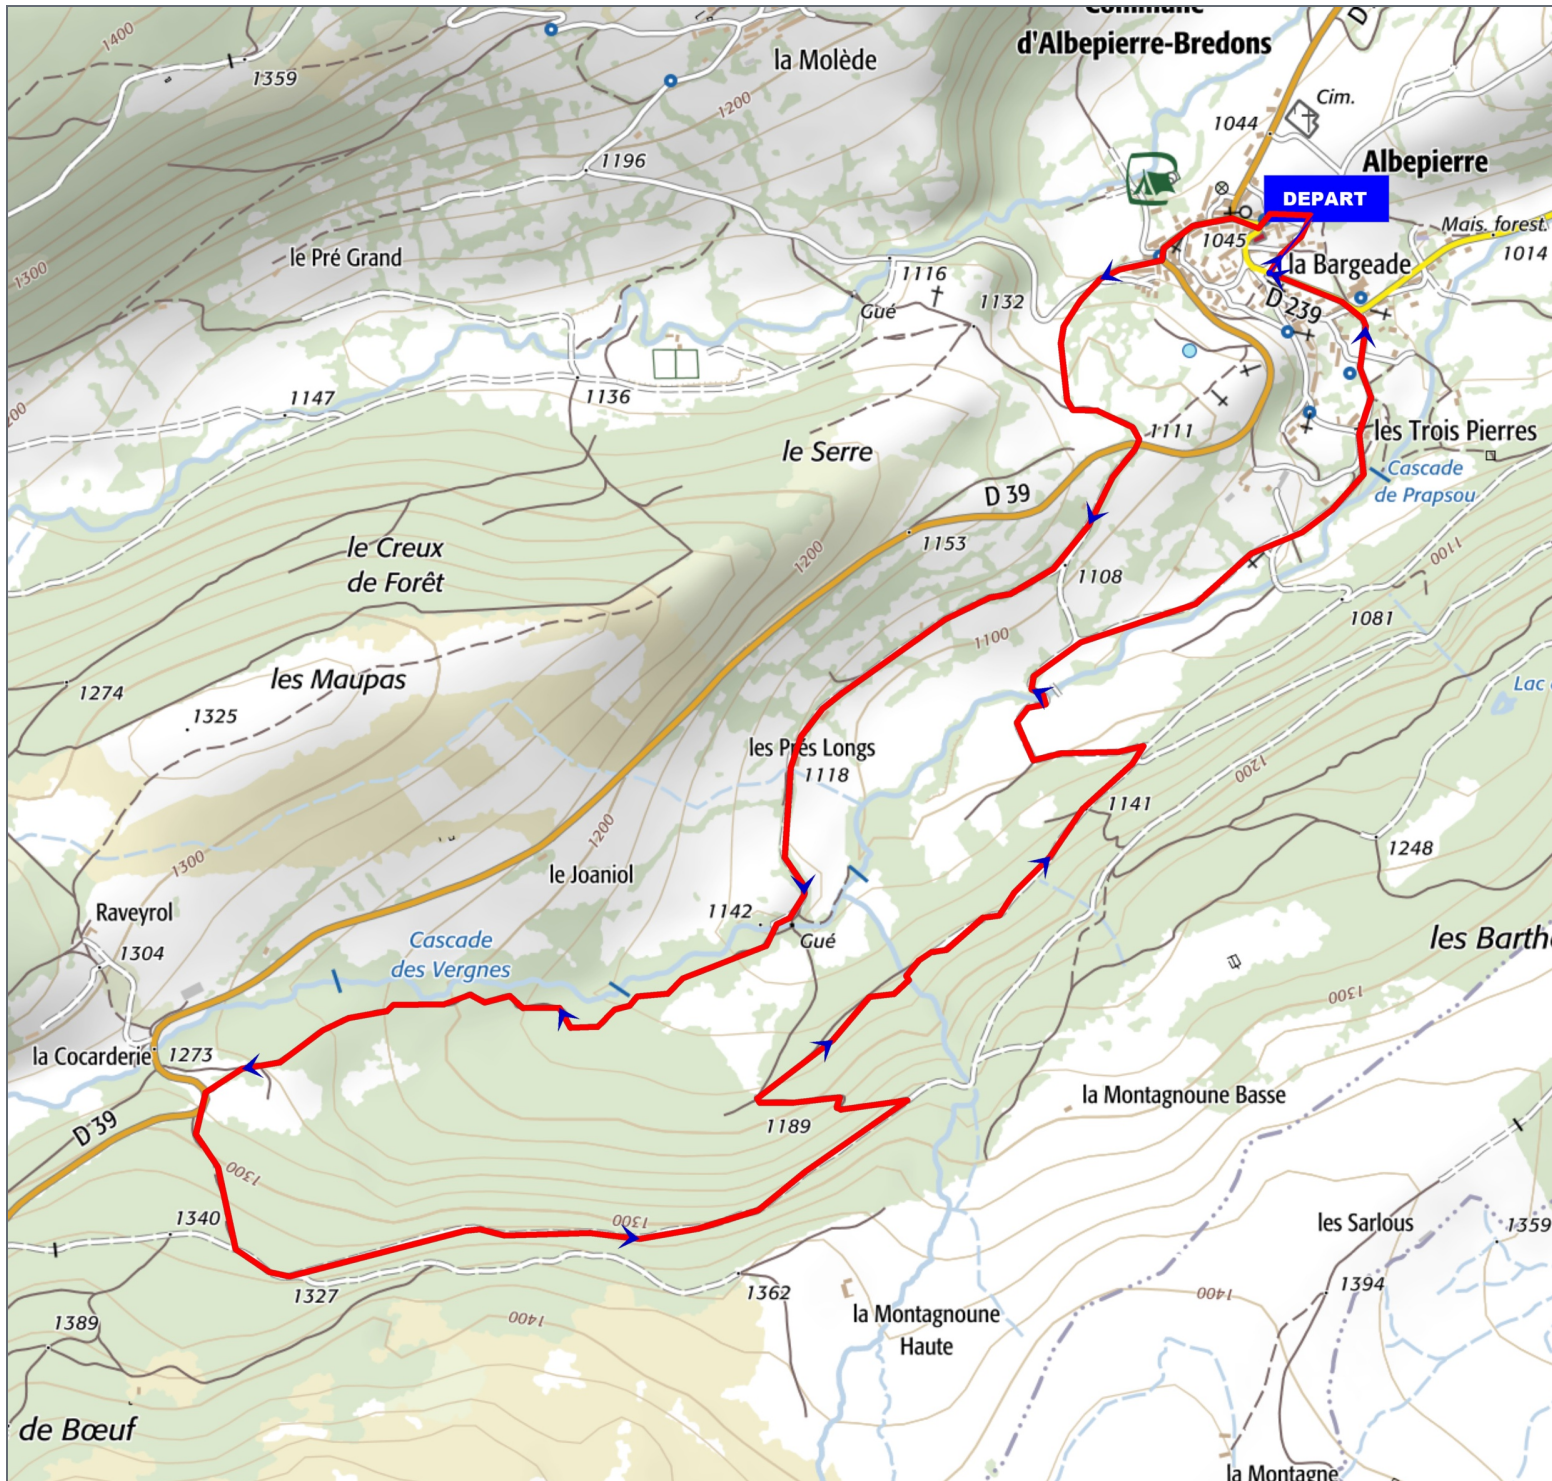 Commune
d'Albepierre-Bredons
D
1400
1359
la Molède
1200
Cim.
1044
Albepierre
1196
DEPART
1045
Mais. forest.
1014
la Bargeade
le Pré Grand
1300
1116
1132
Gué
D 239
1147
1136
1111
les Trois Pierres
le Serre
Cascade
de Prapsou
D 39
1153
1200
1100
le Creux
de Forêt
1108
1081
1100
les Maupas
1274
1325
Lac
les Prés Longs
1118
1200
1141
1300
1200
1248
le Joaniol
Raveyrol
1142
Gué
Cascade
des Vergnes
1304
les Barth
1300
la Cocarderie
1273
la Montagnoune Basse
D 39
1189
1300
1340
1300
les Sarlous
1359
1327
1362
1394
1400
la Montagnoune
Haute
1389
1400
de Bœuf
la Montagne